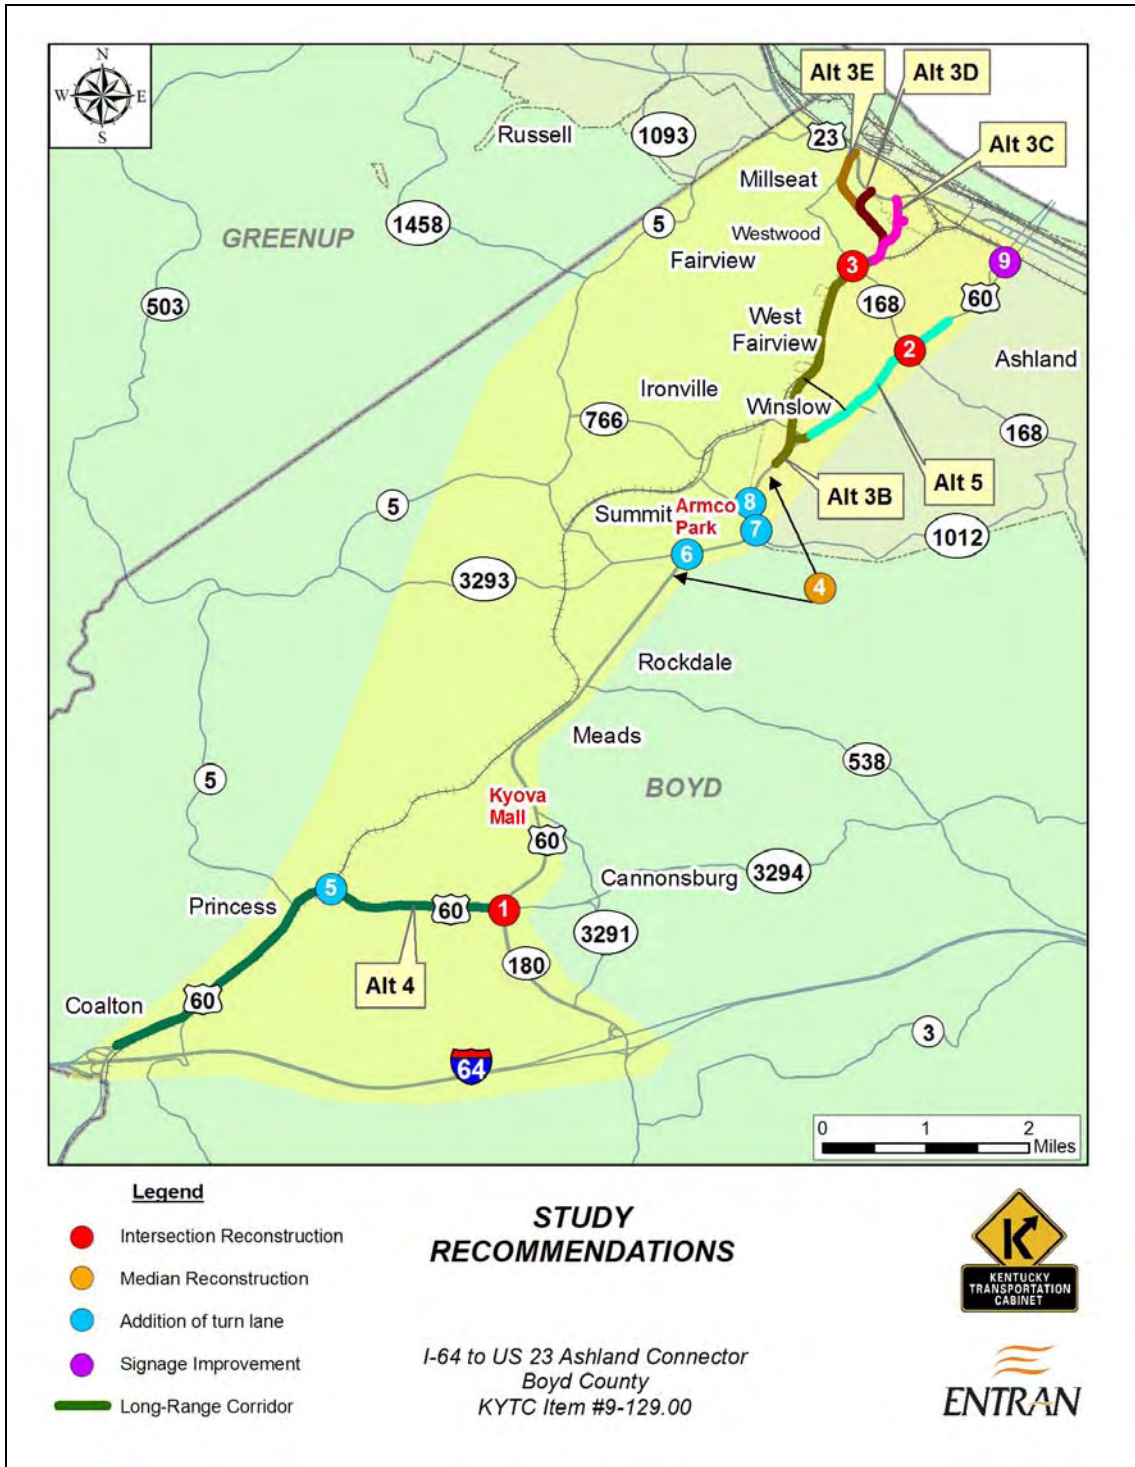 N
W E
S
Russell
1093
23
Alt 3E
Alt 3D
Alt 3C
Millseat
1458
GREENUP
5
Westwood
Fairview
3
9
503
168
60
West
Fairview
2
Ashland
Ironville
766
Winslow
168
Alt 3B
Alt 5
5
8
Summit
Armco
Park
7
1012
6
3293
4
Rockdale
Meads
538
5
BOYD
Kyova
Mall
60
Cannonsburg
3294
5
Princess
60
1
3291
180
Alt 4
60
Coalton
3
64
0 1 2
Miles
Legend
Intersection Reconstruction
Median Reconstruction
Addition of turn lane
Signage Improvement
Long-Range Corridor
STUDY
RECOMMENDATIONS
I-64 to US 23 Ashland Connector
Boyd County
KYTC Item #9-129.00
K
KENTUCKY
TRANSPORTATION
CABINET
ENTRAN